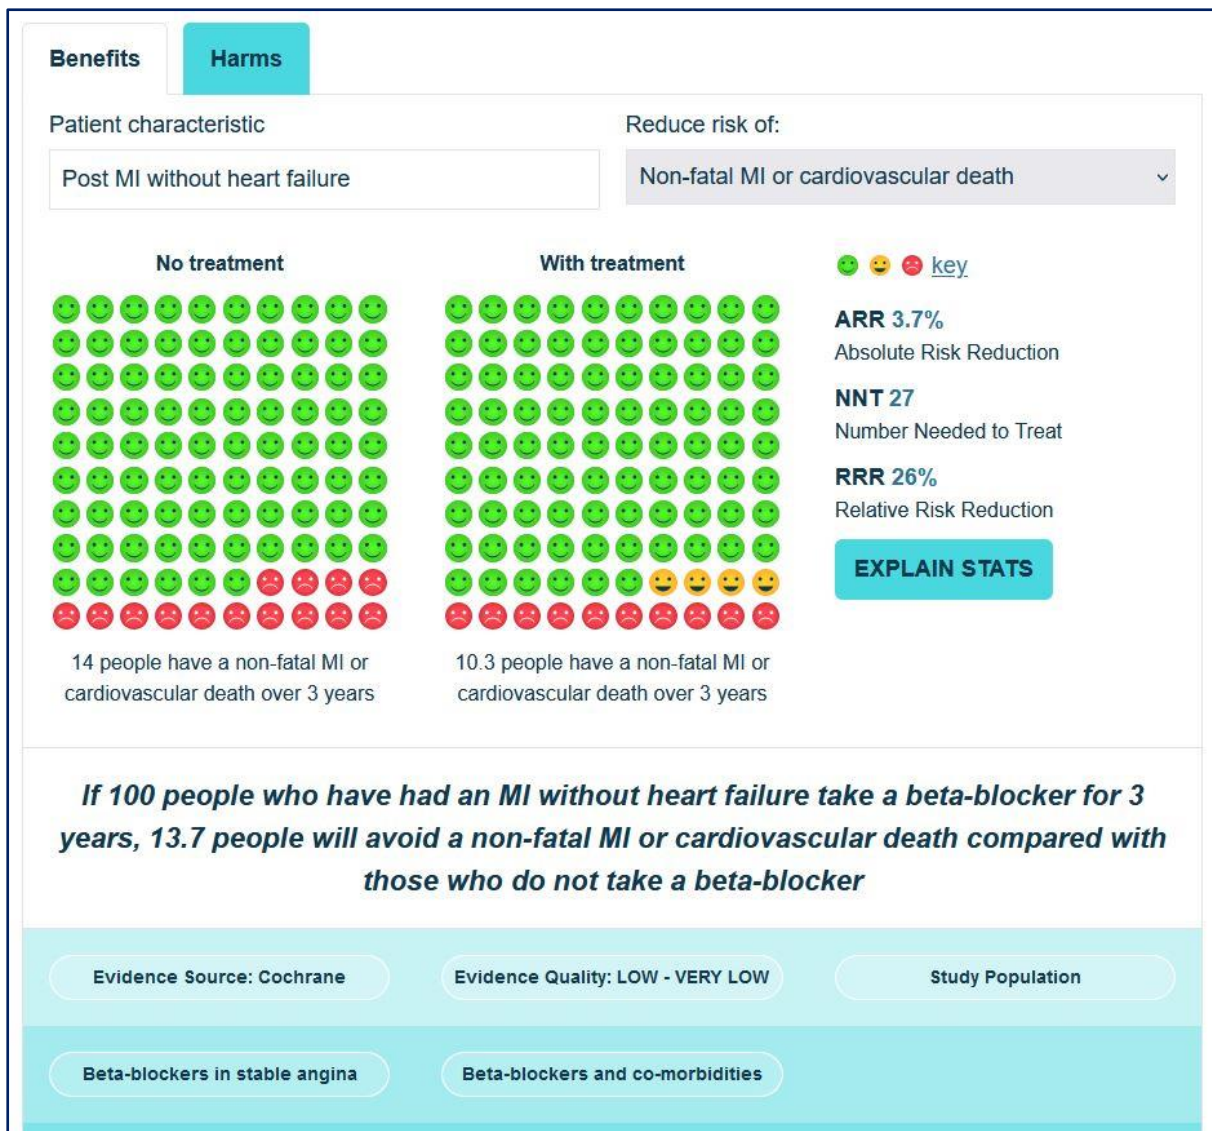 Benefits
Harms
Patient characteristic
Reduce risk of:
Post MI without heart failure
Non-fatal MI or cardiovascular death
No treatment
With treatment
key
ARR 3.7%
Absolute Risk Reduction
NNT 27
Number Needed to Treat
RRR 26%
Relative Risk Reduction
EXPLAIN STATS
14 people have a non-fatal MI or
cardiovascular death over 3 years
10.3 people have a non-fatal MI or
cardiovascular death over 3 years
If 100 people who have had an MI without heart failure take a beta-blocker for 3
years, 13.7 people will avoid a non-fatal MI or cardiovascular death compared with
those who do not take a beta-blocker
Evidence Source: Cochrane
Evidence Quality: LOW - VERY LOW
Study Population
Beta-blockers in stable angina
Beta-blockers and co-morbidities